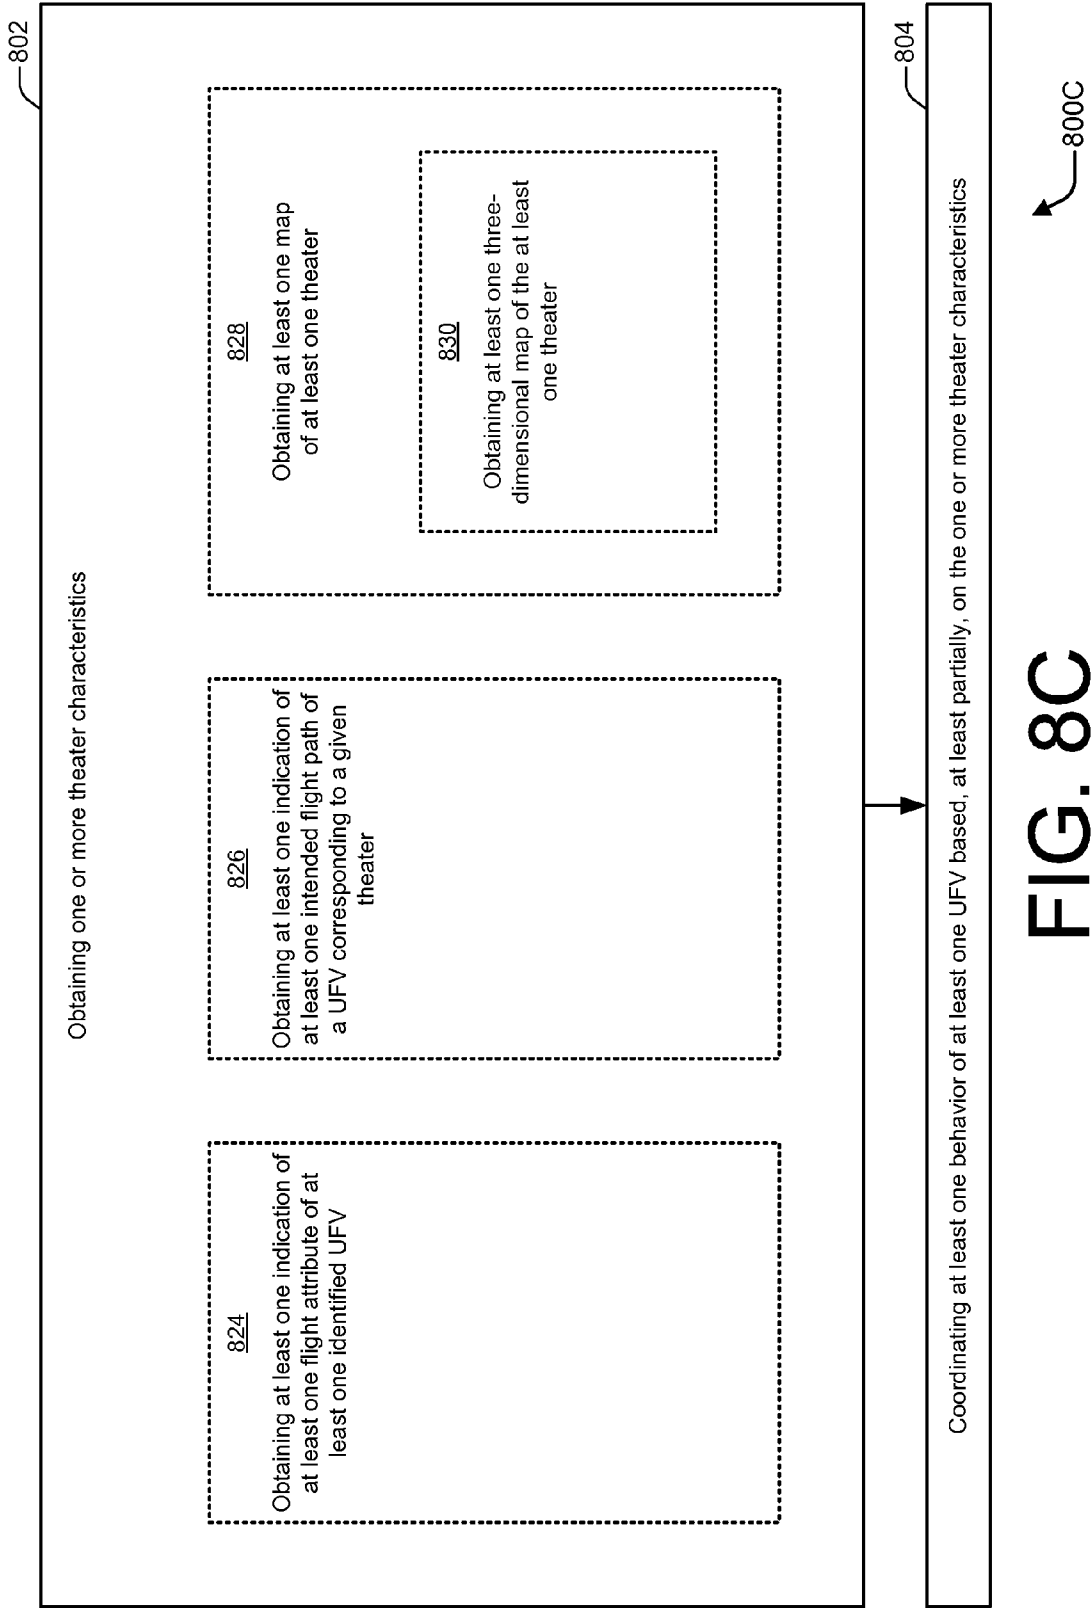 802
Obtaining one or more theater characteristics
824
Obtaining at least one indication of
at least one flight attribute of at
least one identified UFV
826
Obtaining at least one indication of
at least one intended flight path of
a UFV corresponding to a given
theater
828
Obtaining at least one map
of at least one theater
830
Obtaining at least one three-
dimensional map of the at least
one theater
804
Coordinating at least one behavior of at least one UFV based, at least partially, on the one or more theater characteristics
800C
FIG. 8C